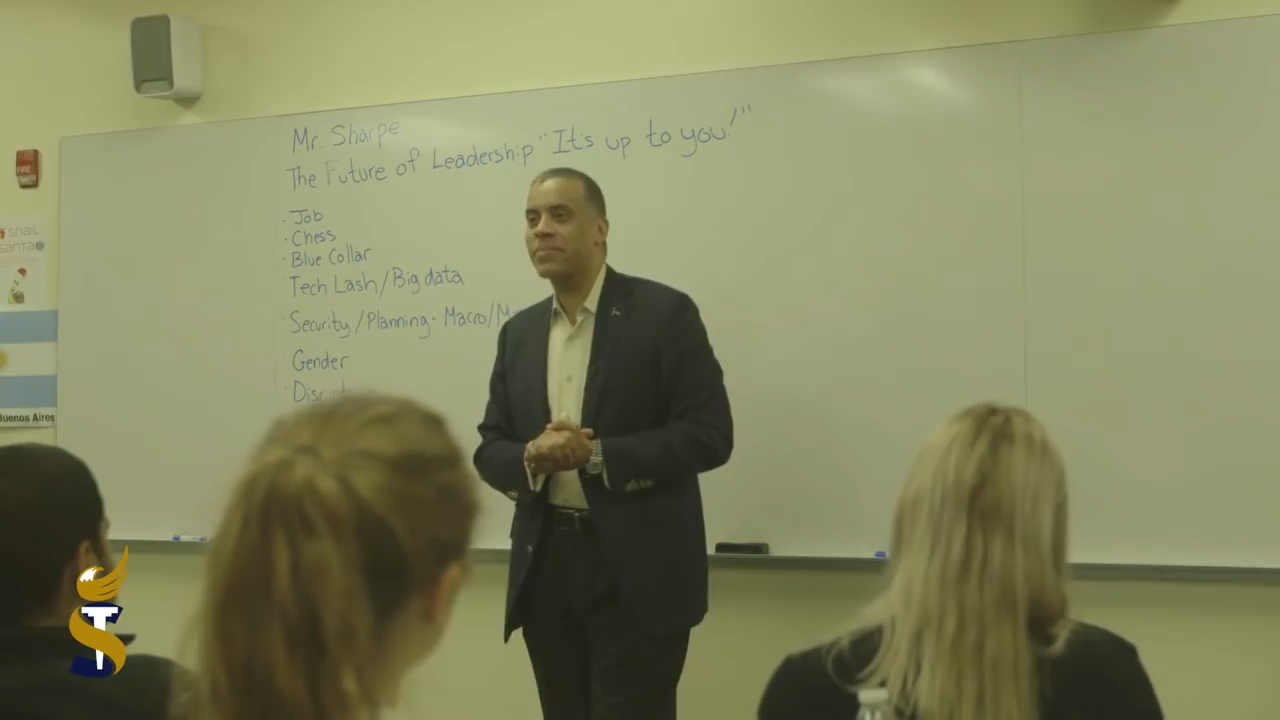 Mr. Sharpe
The Future of Leadership "It's up to you!"
· Job
· Chess
· Blue Collar
Tech Lash/Big data
Security/Planning- Macro/
Gender
FIRE
snail
santa
Buenos Aires